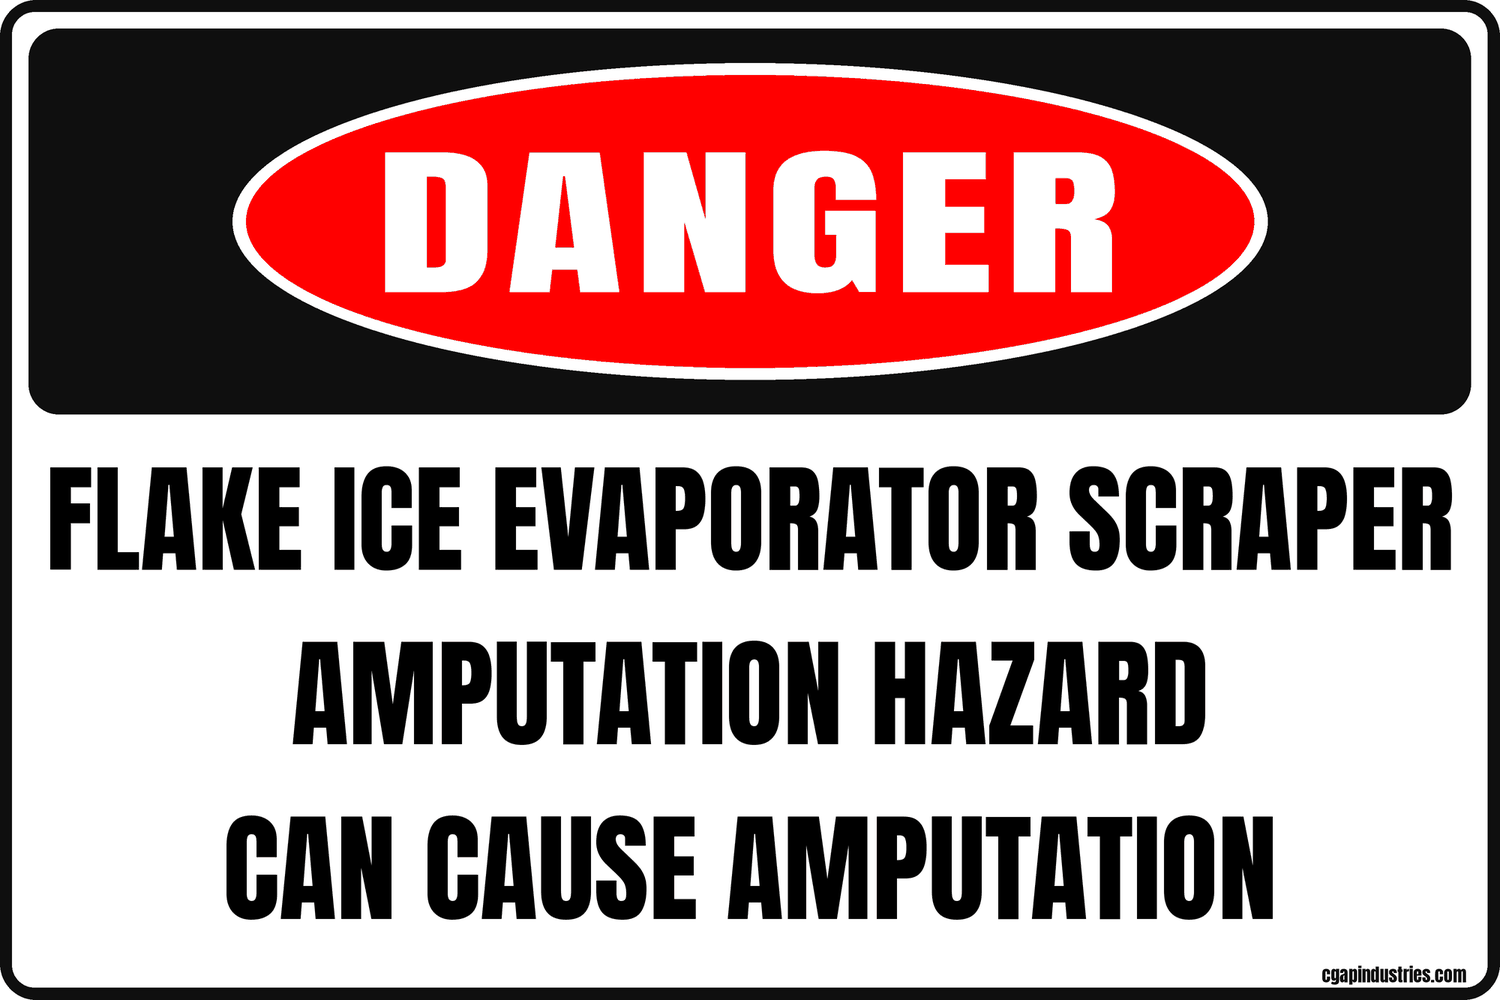 DANGER
FLAKE ICE EVAPORATOR SCRAPER
AMPUTATION HAZARD
CAN CAUSE AMPUTATION
cgapindustries.com